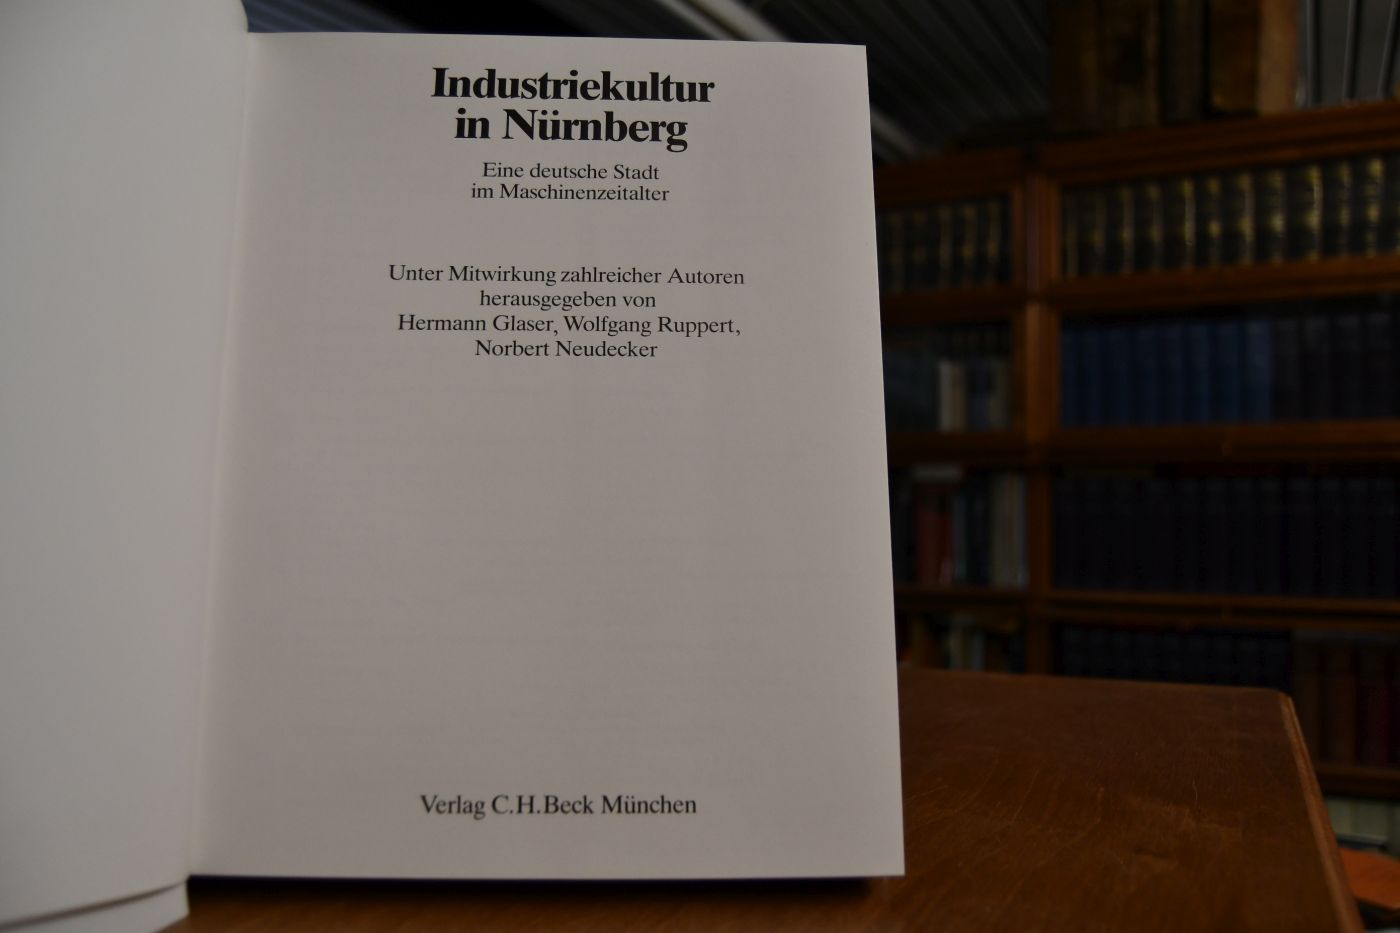 Industriekultur
in Nürnberg
Eine deutsche Stadt
im Maschinenzeitalter
Unter Mitwirkung zahlreicher Autoren
herausgegeben von
Hermann Glaser, Wolfgang Ruppert,
Norbert Neudecker
Verlag C.H.Beck München